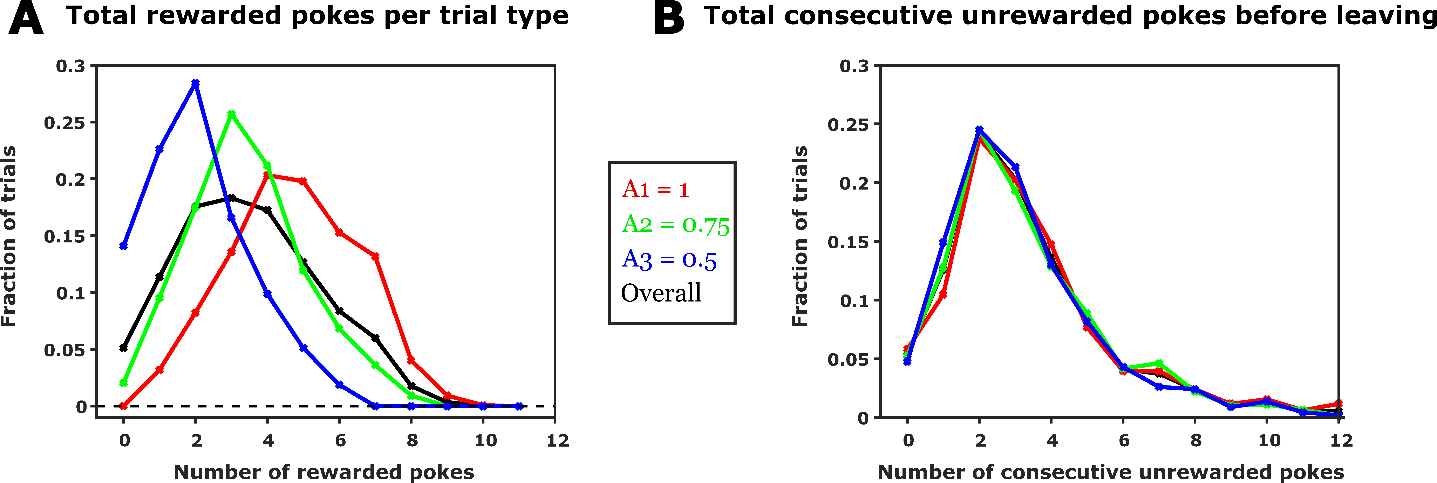 A Total rewarded pokes per trial type
0.3
0.25
0.2
0.15
0.1
0.05
0
Fraction of trials
0 2 4 6 8 10 12
Number of rewarded pokes
A1 = 1
A2 = 0.75
A3 = 0.5
Overall
B Total consecutive unrewarded pokes before leaving
0.3
0.25
0.2
0.15
0.1
0.05
0
Fraction of trials
0 2 4 6 8 10 12
Number of consecutive unrewarded pokes